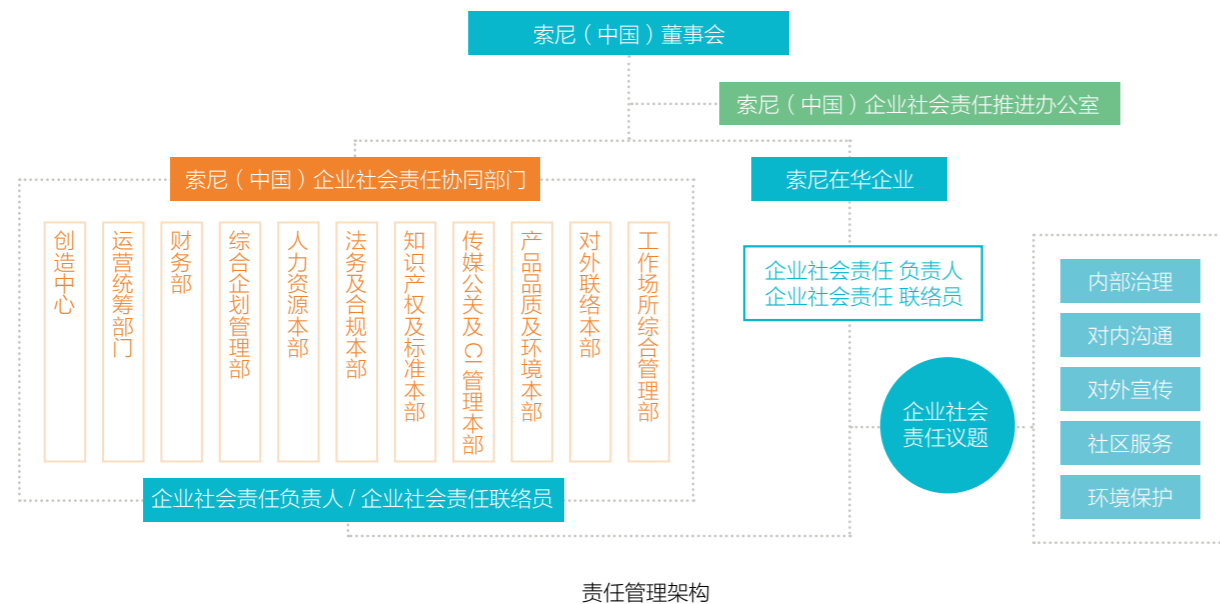 索尼（中国）董事会
索尼（中国）企业社会责任推进办公室
索尼（中国）企业社会责任协同部门
索尼在华企业
创造中心
运营统筹部门
财务部
综合企划管理部
人力资源本部
法务及合规本部
知识产权及标准本部
传媒公关及CI管理本部
产品品质及环境本部
对外联络本部
工作场所综合管理部
企业社会责任负责人 / 企业社会责任联络员
企业社会责任 负责人
企业社会责任 联络员
企业社会
责任议题
内部治理
对内沟通
对外宣传
社区服务
环境保护
责任管理架构